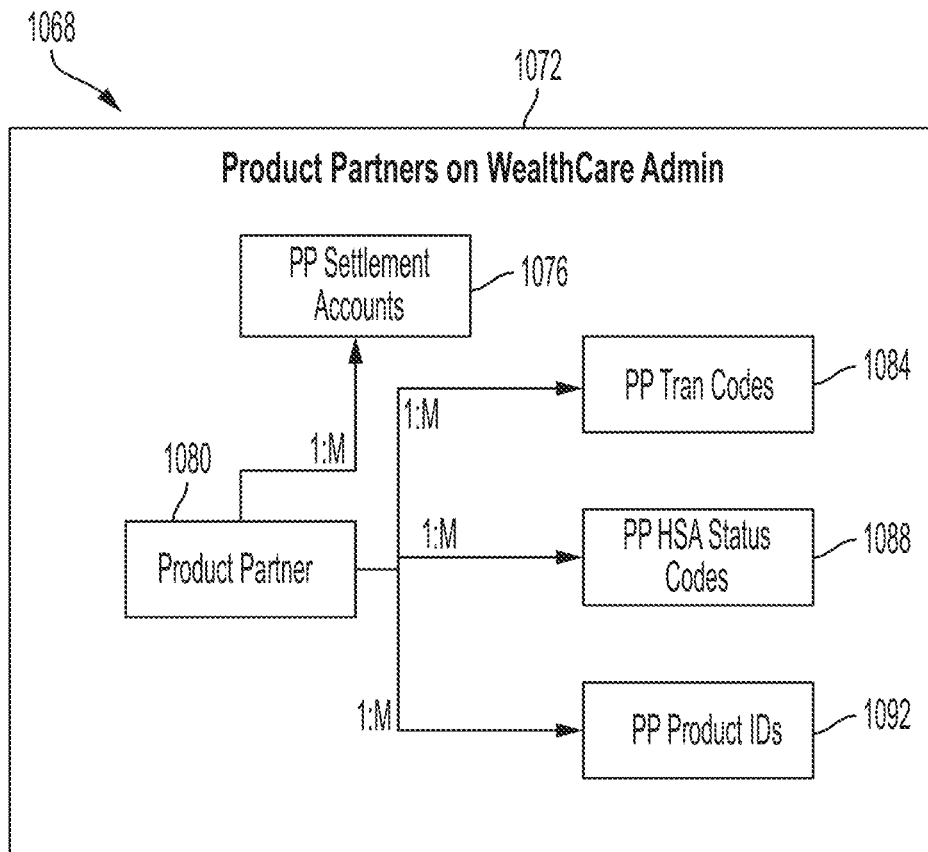 1068
1072
Product Partners on WealthCare Admin
PP Settlement
Accounts
1076
PP Tran Codes
1084
1:M
1:M
1080
Product Partner
1:M
PP HSA Status
Codes
1088
1:M
PP Product IDs
1092